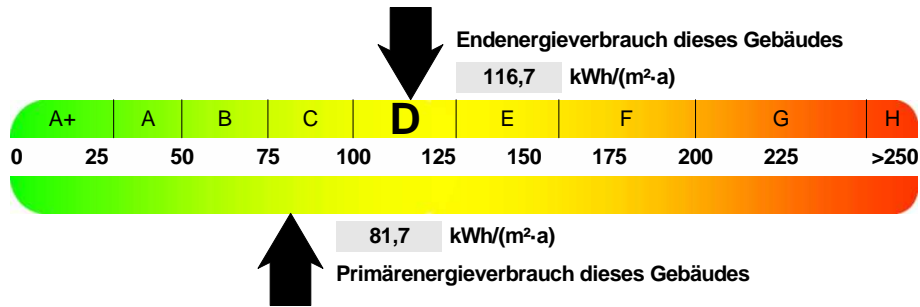 Endenergieverbrauch dieses Gebäudes
116,7 kWh/(m²·a)
A+ A B C D E F G H
0 25 50 75 100 125 150 175 200 225 >250
81,7 kWh/(m²·a)
Primärenergieverbrauch dieses Gebäudes